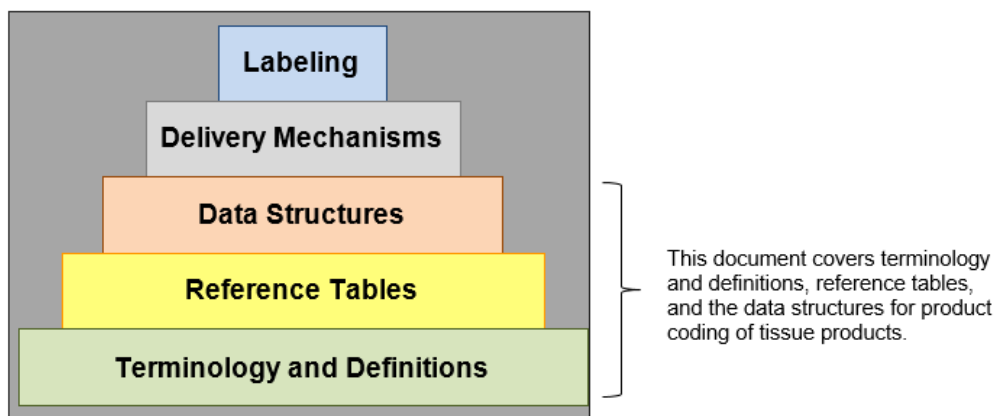 Labeling
Delivery Mechanisms
Data Structures
Reference Tables
Terminology and Definitions
This document covers terminology
and definitions, reference tables,
and the data structures for product
coding of tissue products.